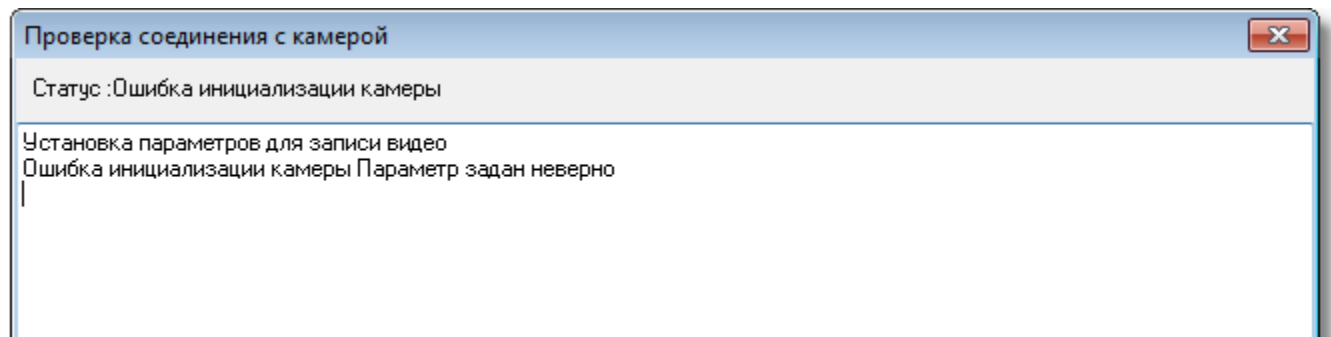 Проверка соединения с камерой
Статус :Ошибка инициализации камеры
Установка параметров для записи видео
Ошибка инициализации камеры Параметр задан неверно